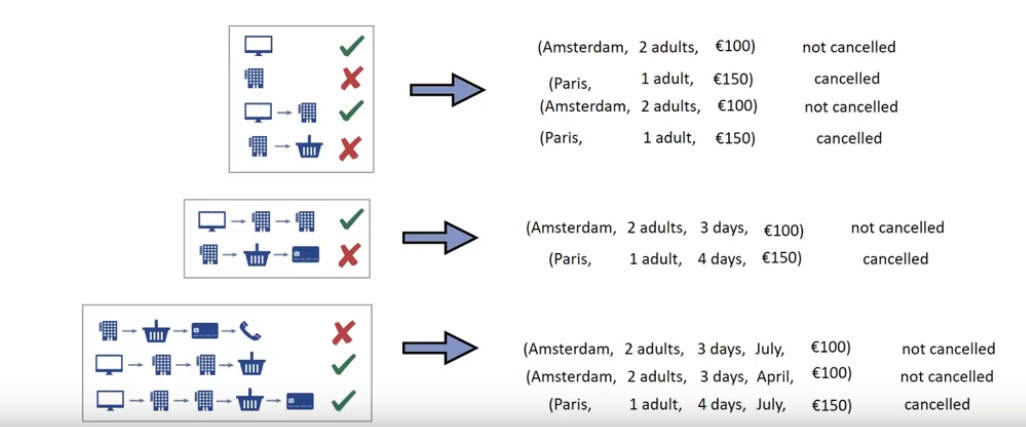 (Amsterdam, 2 adults, €100) not cancelled
(Paris, 1 adult, €150) cancelled
(Amsterdam, 2 adults, €100) not cancelled
(Paris, 1 adult, €150) cancelled
(Amsterdam, 2 adults, 3 days, €100) not cancelled
(Paris, 1 adult, 4 days, €150) cancelled
(Amsterdam, 2 adults, 3 days, July, €100) not cancelled
(Amsterdam, 2 adults, 3 days, April, €100) not cancelled
(Paris, 1 adult, 4 days, July, €150) cancelled